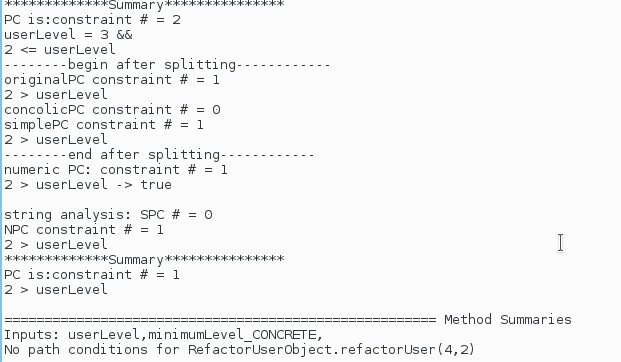 *************Summary***************
PC is:constraint # = 2
userLevel = 3 &&
2 <= userLevel
--------begin after splitting------------
originalPC constraint # = 1
2 > userLevel
concolicPC constraint # = 0
simplePC constraint # = 1
2 > userLevel
--------end after splitting------------
numeric PC: constraint # = 1
2 > userLevel -> true
string analysis: SPC # = 0
NPC constraint # = 1
2 > userLevel
*************Summary***************
PC is:constraint # = 1
2 > userLevel
====================================================== Method Summaries
Inputs: userLevel,minimumLevel_CONCRETE,
No path conditions for RefactorUserObject.refactorUser(4,2)